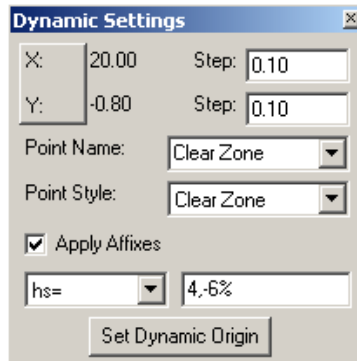 Dynamic Settings
X: 20.00 Step: 0.10
Y: -0.80 Step: 0.10
Point Name: Clear Zone
Point Style: Clear Zone
Apply Affixes
hs= 4,-6%
Set Dynamic Origin